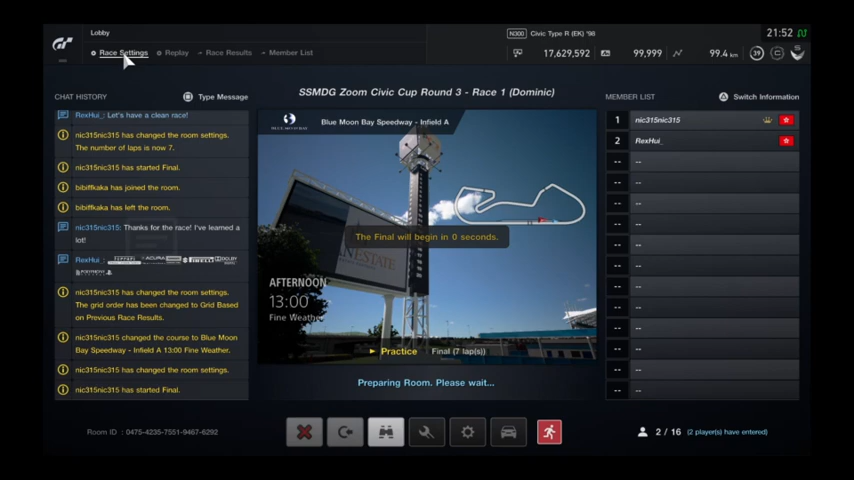 Lobby
N300 Civic Type R (EK) '98
21:52
Race Settings
Replay
Race Results
Member List
17,629,592
99,999
99.4 km
39
C
S
CHAT HISTORY
Type Message
RexHui_: Let's have a clean race!
nic315nic315 has changed the room settings.
The number of laps is now 7.
nic315nic315 has started Final.
bibiffkaka has joined the room.
bibiffkaka has left the room.
nic315nic315: Thanks for the race! I've learned a
lot!
RexHui_:
nic315nic315 has changed the room settings.
The grid order has been changed to Grid Based
on Previous Race Results.
nic315nic315 changed the course to Blue Moon
Bay Speedway - Infield A 13:00 Fine Weather.
nic315nic315 has changed the room settings.
nic315nic315 has started Final.
SSMDG Zoom Civic Cup Round 3 - Race 1 (Dominic)
Blue Moon Bay Speedway - Infield A
The Final will begin in 0 seconds.
AFTERNOON
13:00
Fine Weather
Practice
Final (7 lap(s))
Preparing Room. Please wait...
MEMBER LIST
Switch Information
1 nic315nic315
2 RexHui_
-- --
-- --
-- --
-- --
-- --
-- --
-- --
-- --
-- --
-- --
-- --
-- --
Room ID : 0475-4235-7551-9467-6292
2 / 16 (2 player(s) have entered)